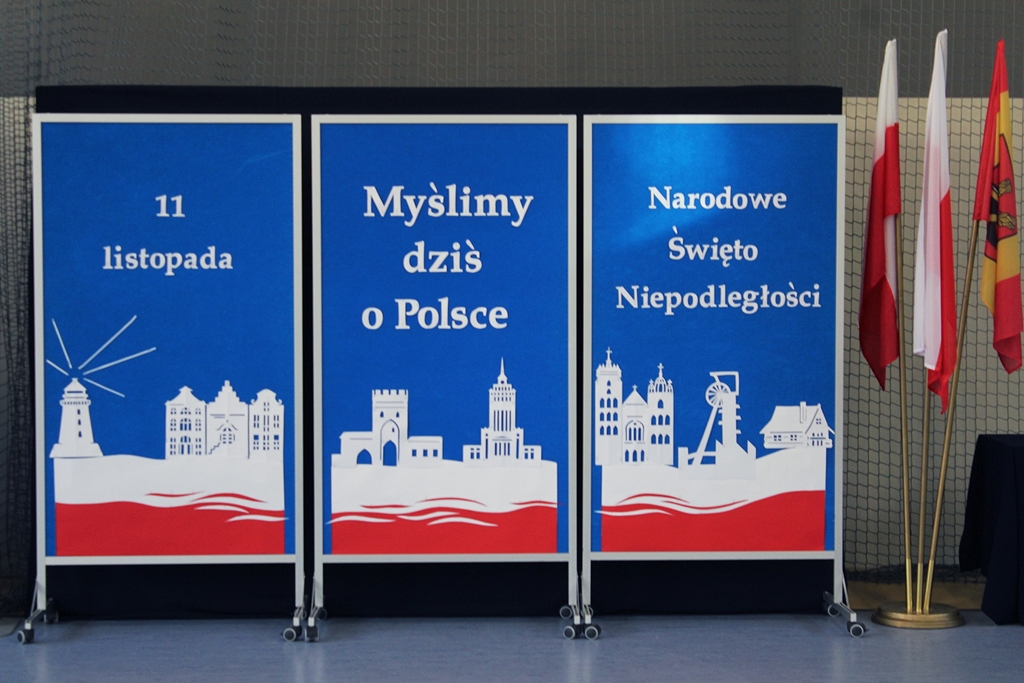 11
listopada
Myślimy
dziś
o Polsce
Narodowe
Święto
Niepodległości